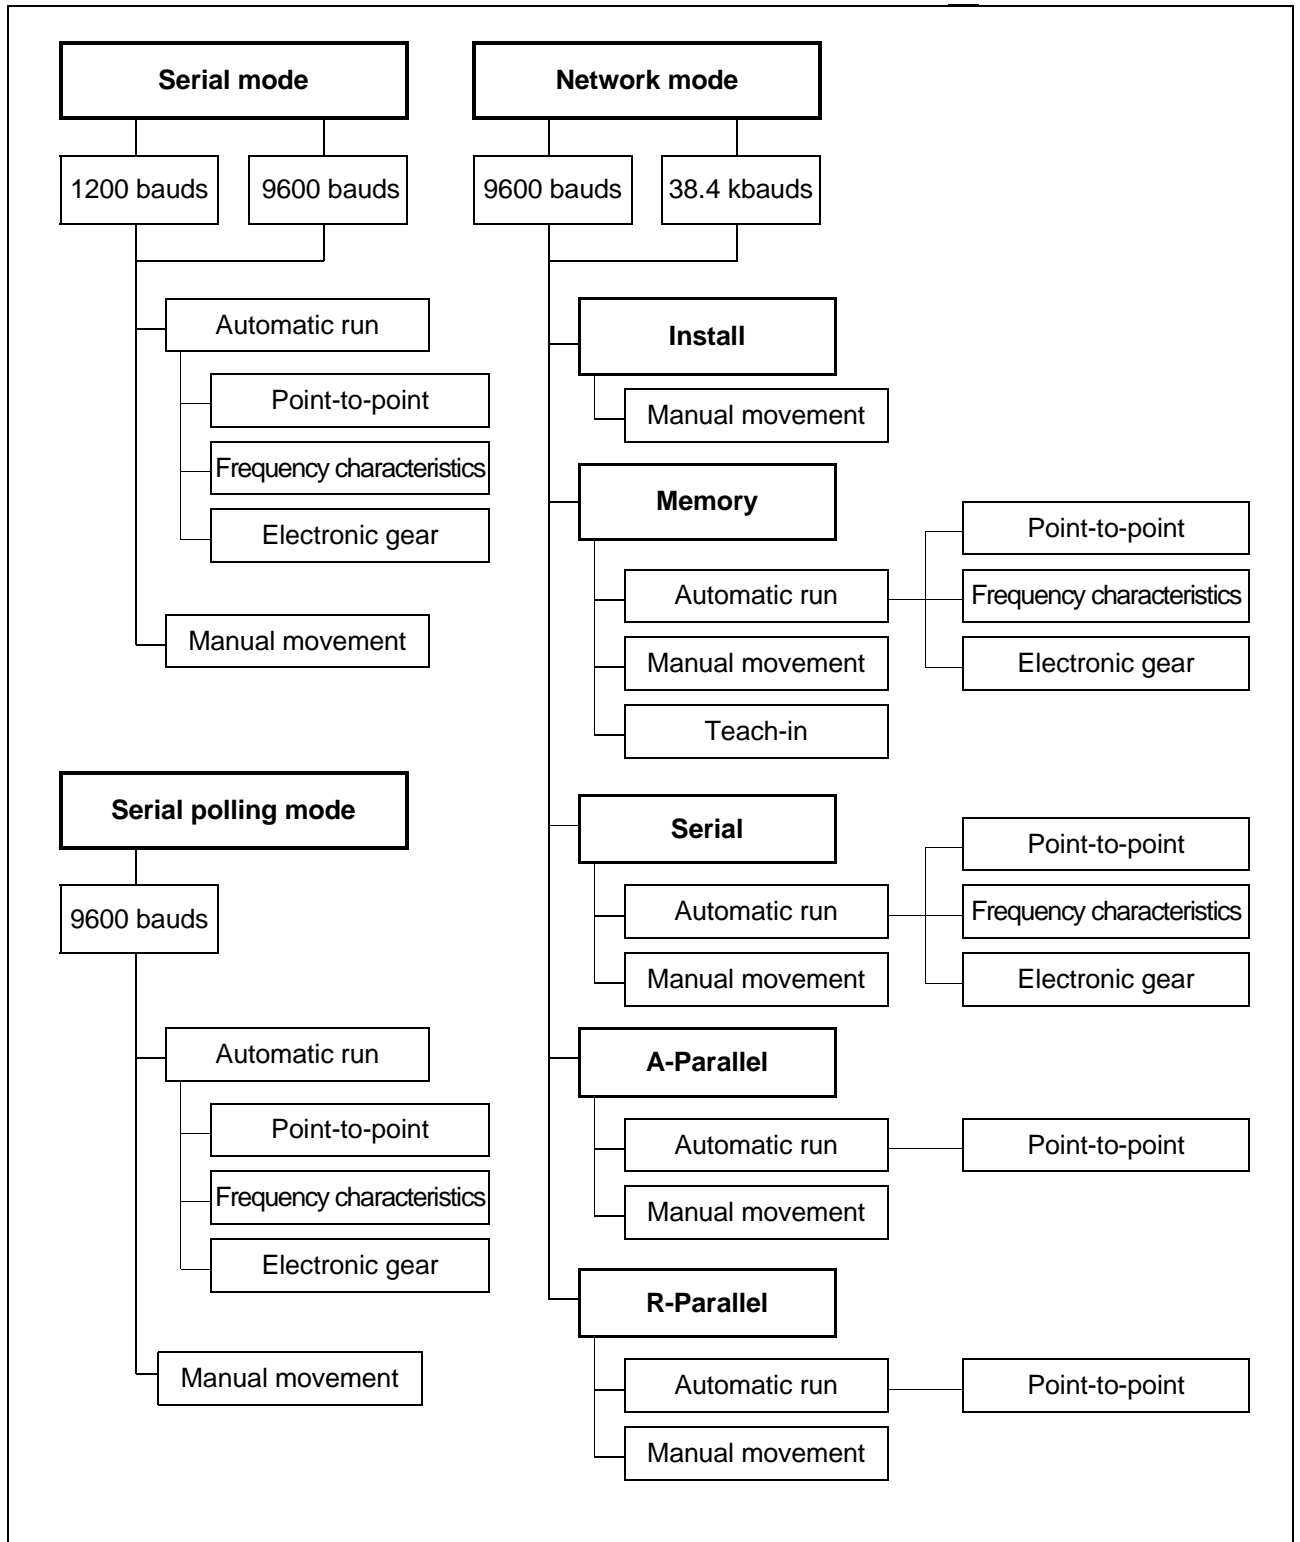 Serial mode
1200 bauds
9600 bauds
Automatic run
Point-to-point
Frequency characteristics
Electronic gear
Manual movement
Serial polling mode
9600 bauds
Automatic run
Point-to-point
Frequency characteristics
Electronic gear
Manual movement
Network mode
9600 bauds
38.4 kbauds
Install
Manual movement
Memory
Automatic run
Point-to-point
Frequency characteristics
Electronic gear
Manual movement
Teach-in
Serial
Automatic run
Point-to-point
Frequency characteristics
Electronic gear
Manual movement
A-Parallel
Automatic run
Point-to-point
Manual movement
R-Parallel
Automatic run
Point-to-point
Manual movement